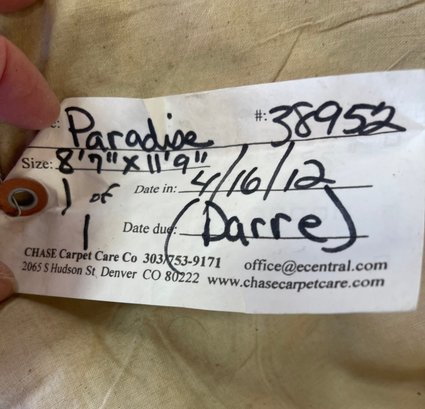 : Paradise #: 38952
Size: 8'7" x 11'9"
1 of 1 Date in: 4/16/12
Date due: (Darre)
CHASE Carpet Care Co 303/753-9171 office@ecentral.com
2065 S Hudson St Denver CO 80222 www.chasecarpetcare.com